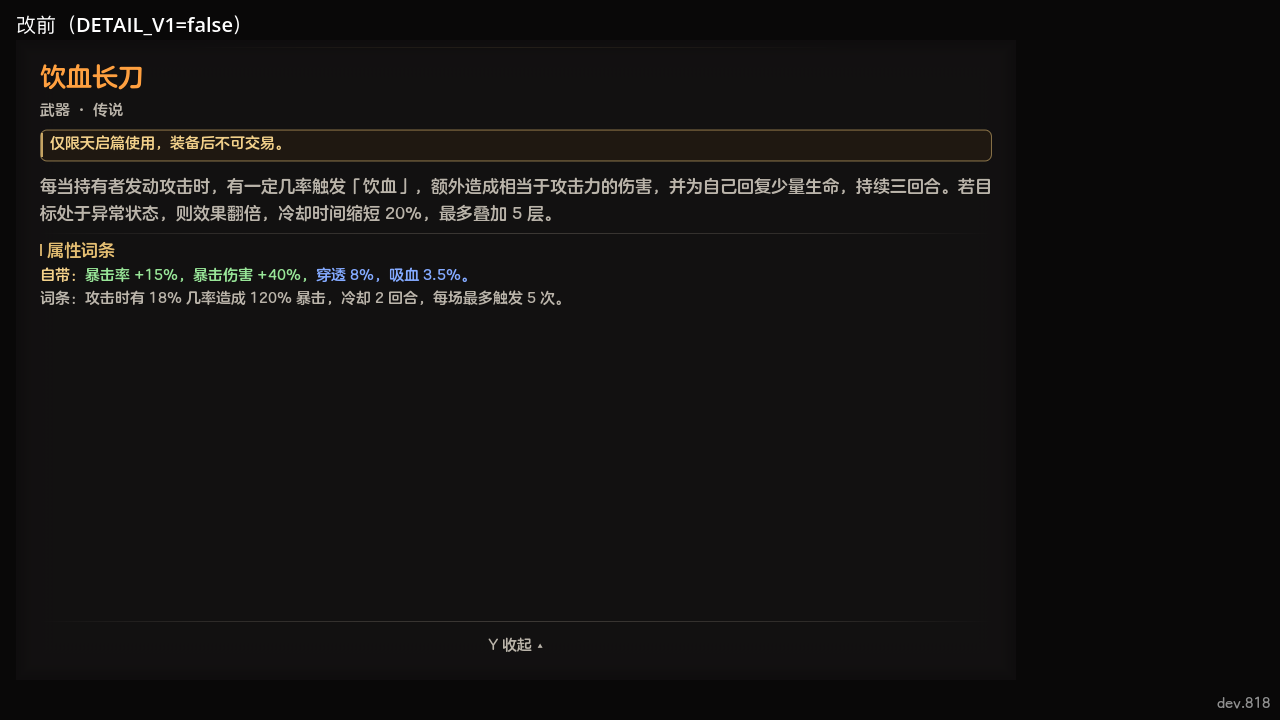 改前（DETAIL_V1=false）
饮血长刀
武器 · 传说
仅限天启篇使用，装备后不可交易。
每当持有者发动攻击时，有一定几率触发「饮血」，额外造成相当于攻击力的伤害，并为自己回复少量生命，持续三回合。若目
标处于异常状态，则效果翻倍，冷却时间缩短 20%，最多叠加 5 层。
属性词条
自带：暴击率 +15%，暴击伤害 +40%，穿透 8%，吸血 3.5%。
词条：攻击时有 18% 几率造成 120% 暴击，冷却 2 回合，每场最多触发 5 次。
Y 收起 ▴
dev.818